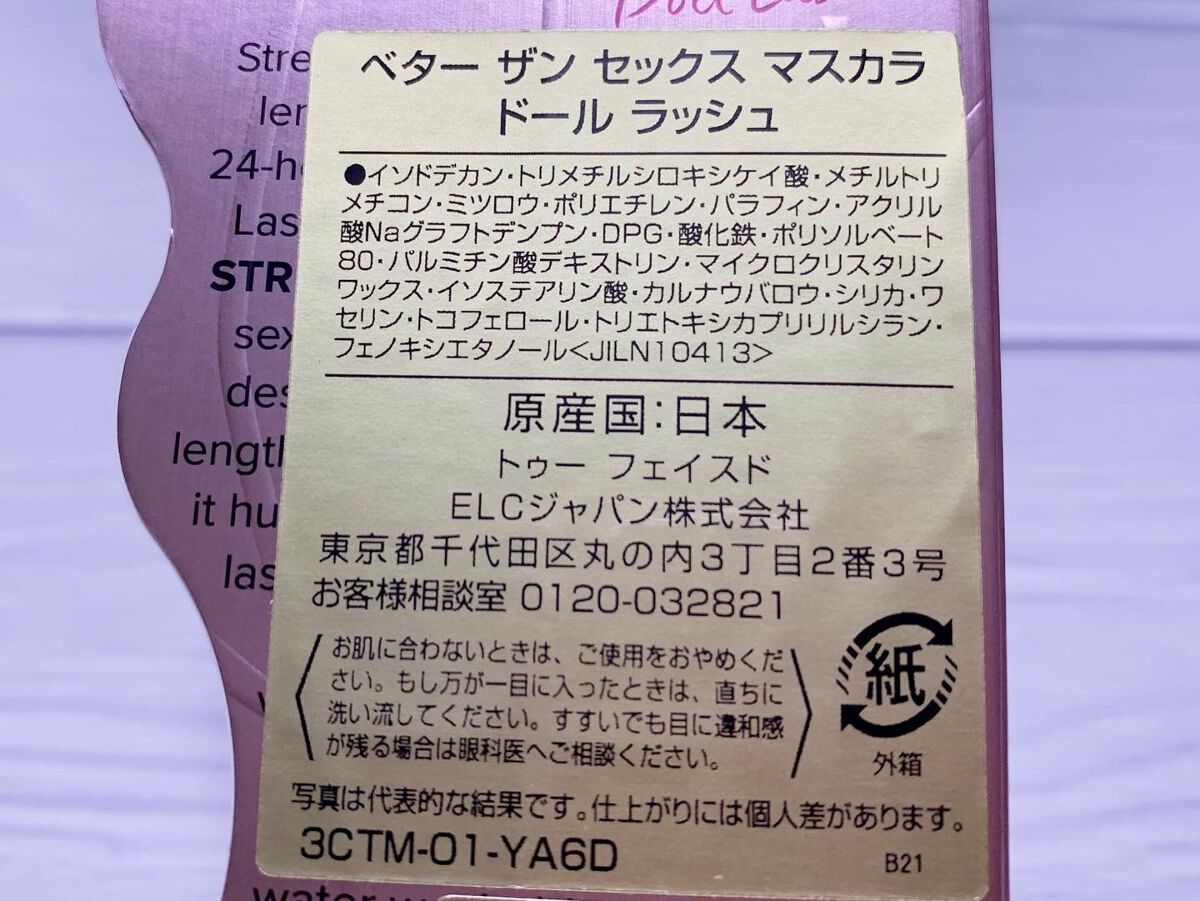 Stre
len
24-h
Las
STR
sex
des
length
it hu
las
ベター ザン セックス マスカラ
ドール ラッシュ
●イソドデカン・トリメチルシロキシケイ酸・メチルトリ
メチコン・ミツロウ・ポリエチレン・パラフィン・アクリル
酸Naグラフトデンプン・DPG・酸化鉄・ポリソルベート
80・パルミチン酸デキストリン・マイクロクリスタリン
ワックス・イソステアリン酸・カルナウバロウ・シリカ・ワ
セリン・トコフェロール・トリエトキシカプリリルシラン・
フェノキシエタノール<JILN10413>
原産国:日本
トゥー フェイスド
ELCジャパン株式会社
東京都千代田区丸の内3丁目2番3号
お客様相談室 0120-032821
お肌に合わないときは、ご使用をおやめくだ
さい。もし万が一目に入ったときは、直ちに
洗い流してください。すすいでも目に違和感
が残る場合は眼科医へご相談ください。
紙
外箱
写真は代表的な結果です。仕上がりには個人差があります。
3CTM-01-YA6D
B21